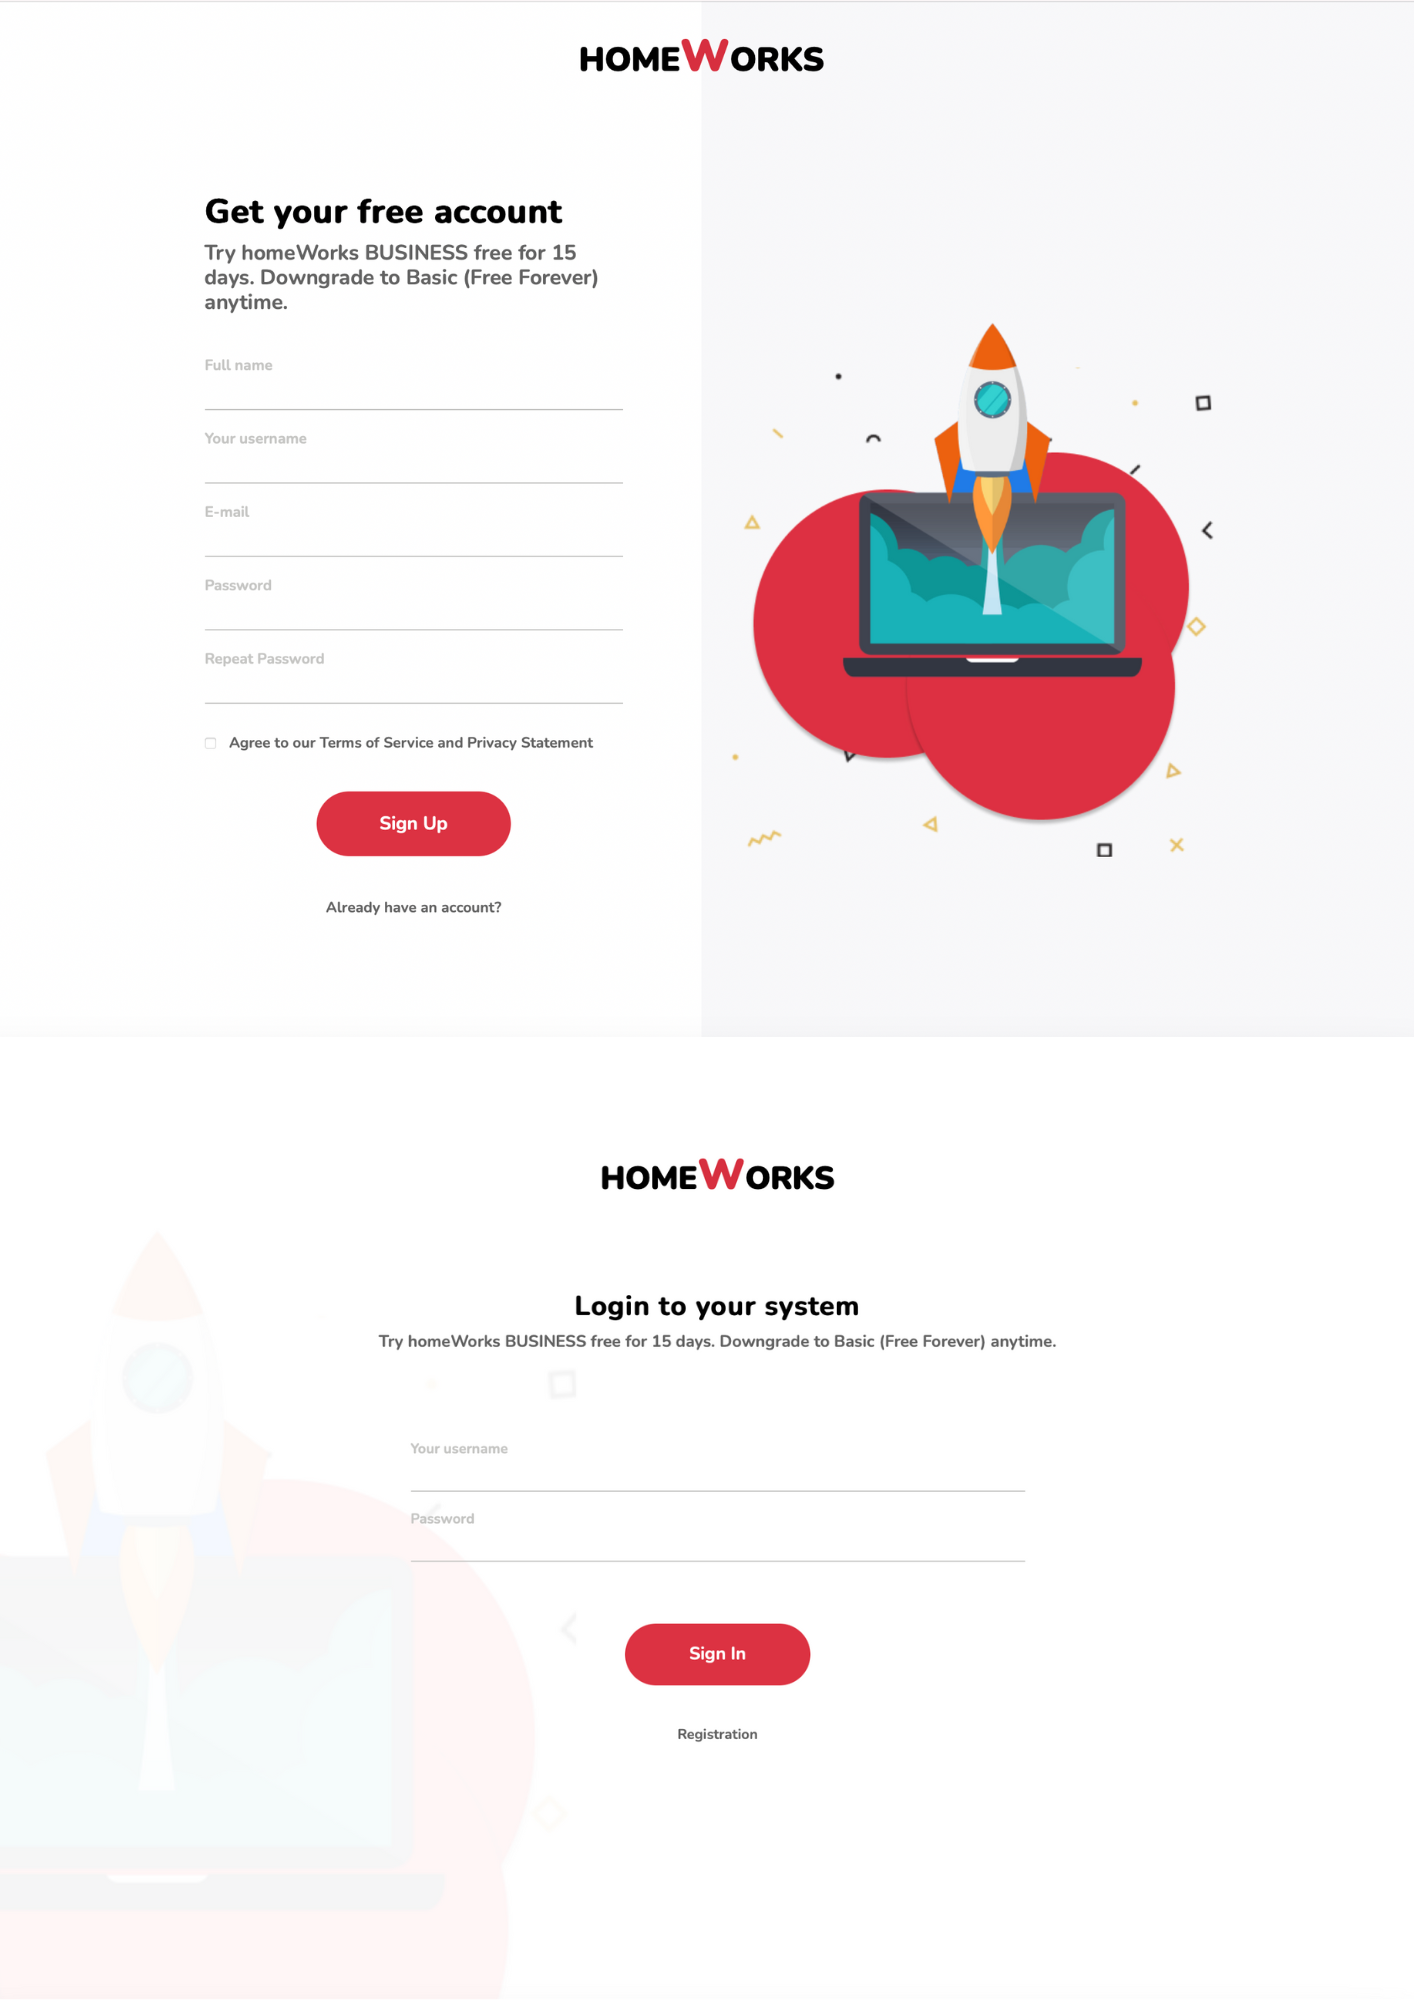 HOMEWORKS
Get your free account
Try homeWorks BUSINESS free for 15
days. Downgrade to Basic (Free Forever)
anytime.
Full name
Your username
E-mail
Password
Repeat Password
Agree to our Terms of Service and Privacy Statement
Sign Up
Already have an account?
HOMEWORKS
Login to your system
Try homeWorks BUSINESS free for 15 days. Downgrade to Basic (Free Forever) anytime.
Your username
Password
Sign In
Registration